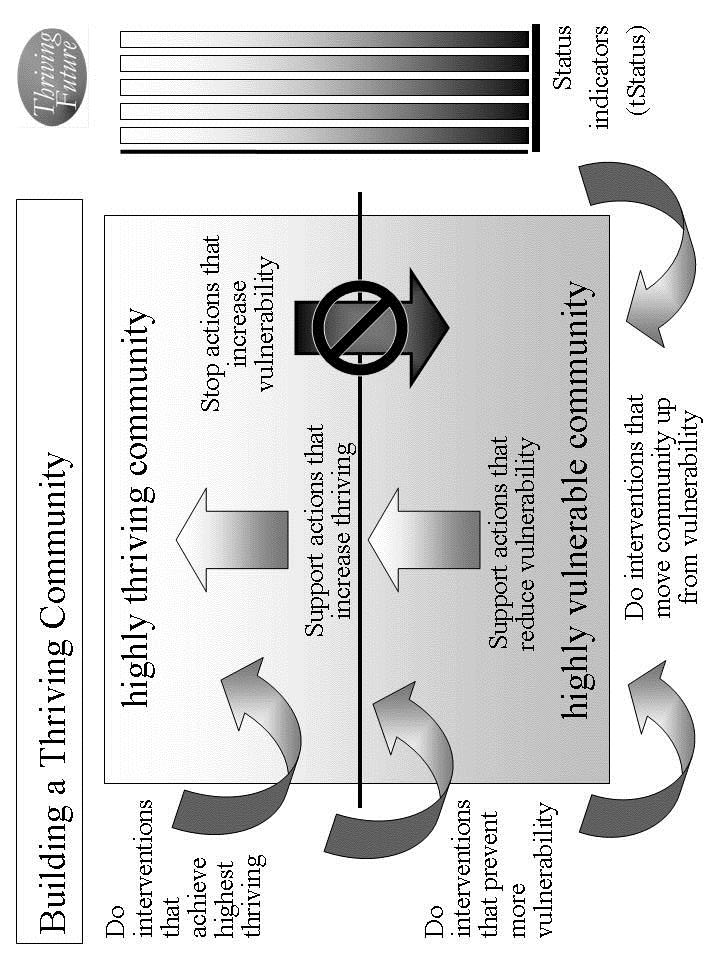 Building a Thriving Community
Thriving
Future
Do
interventions
that
achieve
highest
thriving
highly thriving community
Stop actions that
increase
vulnerability
Support actions that
increase thriving
Do
interventions
that prevent
more
vulnerability
Support actions that
reduce vulnerability
highly vulnerable community
Do interventions that
move community up
from vulnerability
Status
indicators
(tStatus)